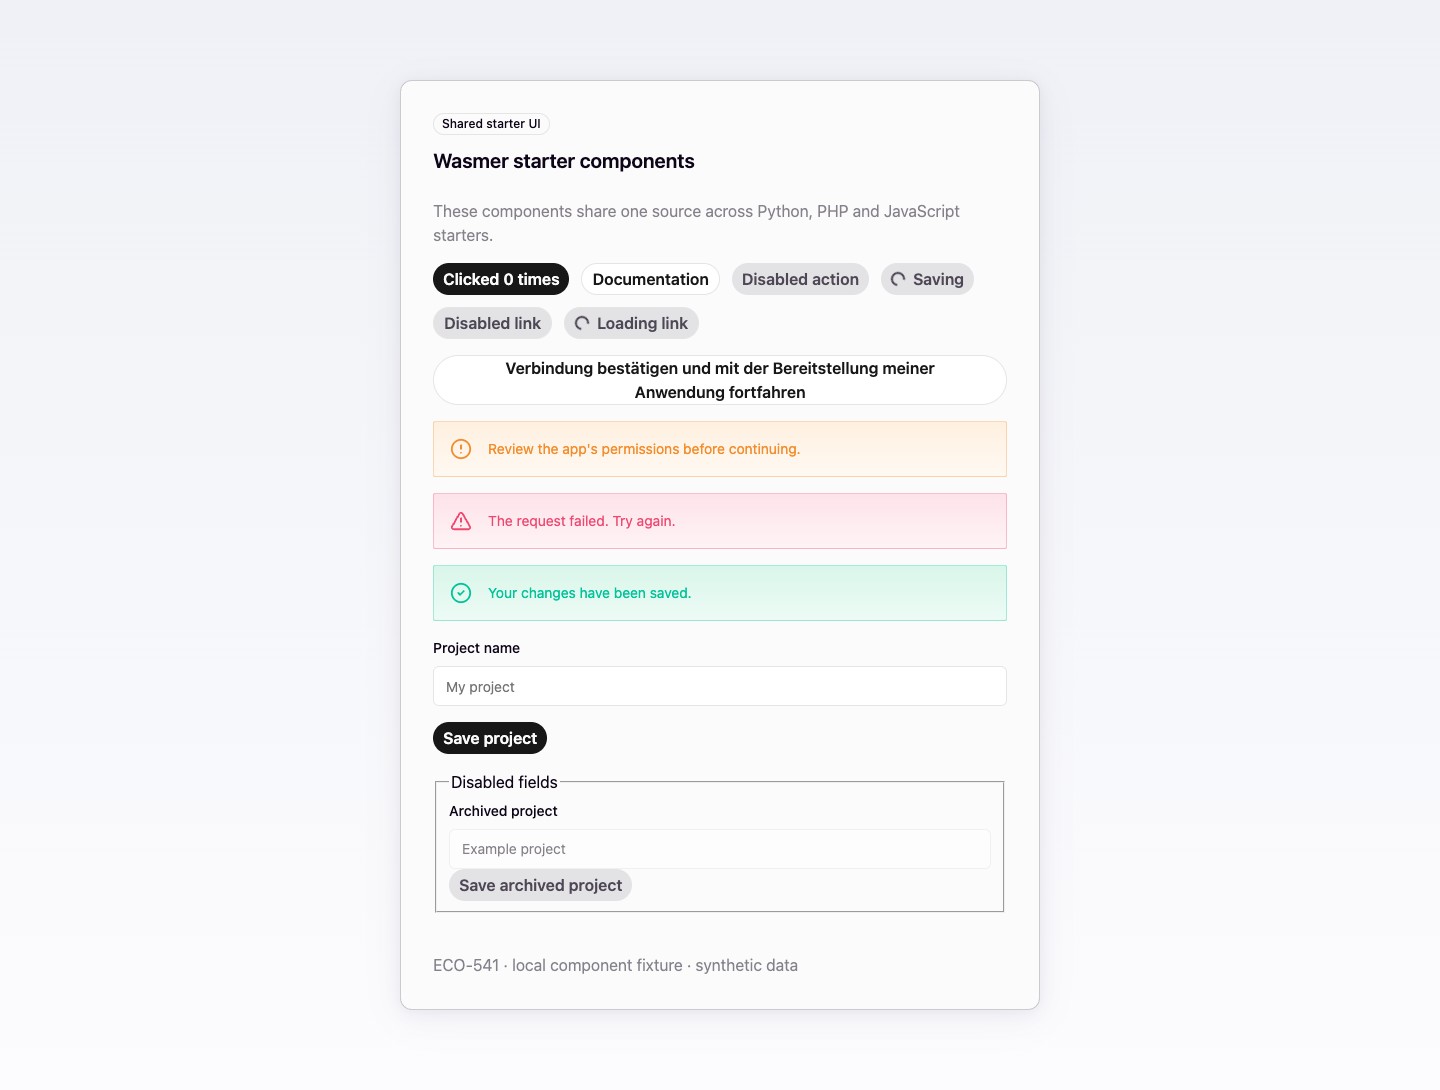 Shared starter UI
Wasmer starter components
These components share one source across Python, PHP and JavaScript
starters.
Clicked 0 times
Documentation
Disabled action
Saving
Disabled link
Loading link
Verbindung bestätigen und mit der Bereitstellung meiner
Anwendung fortfahren
Review the app's permissions before continuing.
The request failed. Try again.
Your changes have been saved.
Project name
My project
Save project
Disabled fields
Archived project
Example project
Save archived project
ECO-541 · local component fixture · synthetic data